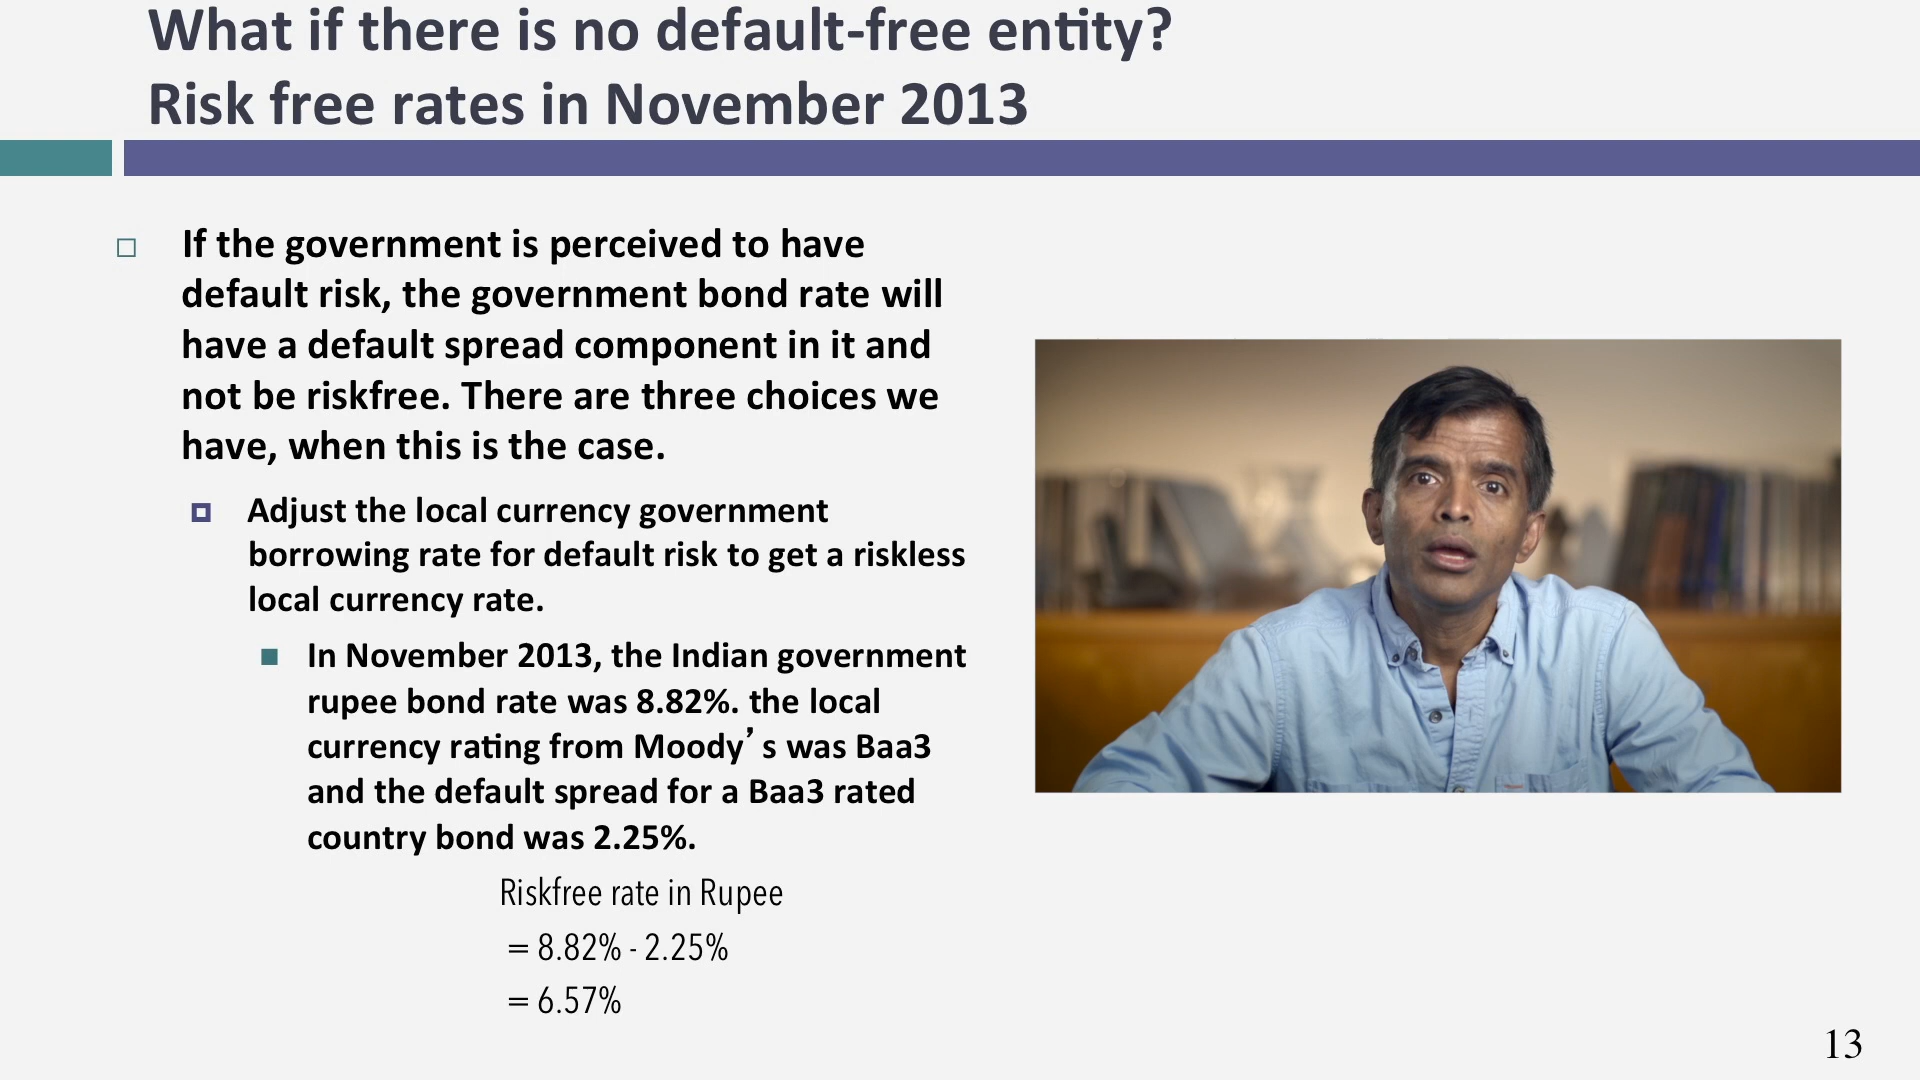 What if there is no default-free entity?
Risk free rates in November 2013
If the government is perceived to have
default risk, the government bond rate will
have a default spread component in it and
not be riskfree. There are three choices we
have, when this is the case.
Adjust the local currency government
borrowing rate for default risk to get a riskless
local currency rate.
In November 2013, the Indian government
rupee bond rate was 8.82%. the local
currency rating from Moody’s was Baa3
and the default spread for a Baa3 rated
country bond was 2.25%.
Riskfree rate in Rupee
= 8.82% - 2.25%
= 6.57%
13